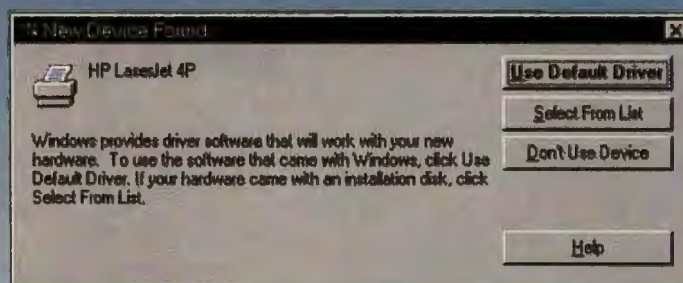 New Device Found
HP LaserJet 4P
Use Default Driver
Select From List
Don't Use Device
Windows provides driver software that will work with your new
hardware. To use the software that came with Windows, click Use
Default Driver. If your hardware came with an installation disk, click
Select From List.
Help